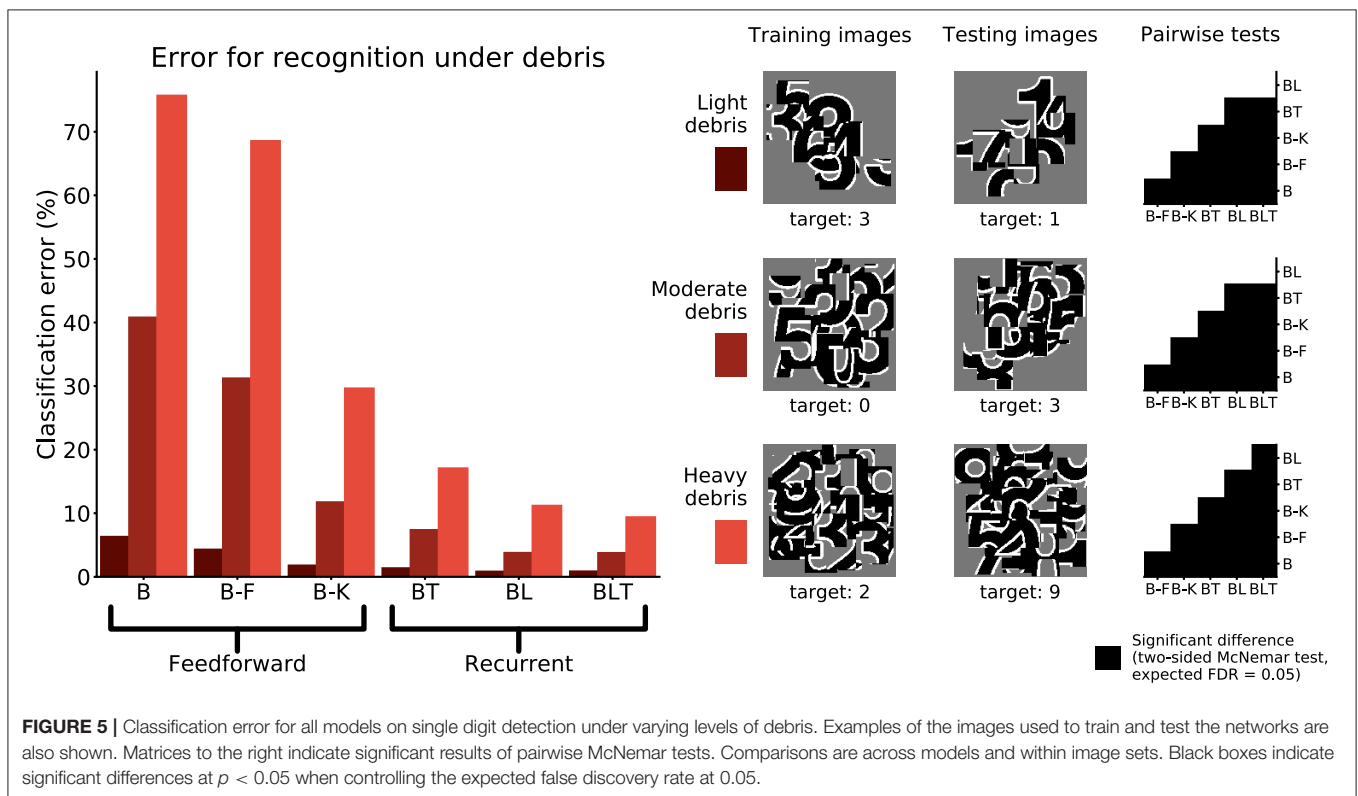 Error for recognition under debris
Classification error (%)
70
60
50
40
30
20
10
0
B B-F B-K BT BL BLT
Feedforward Recurrent
Training images Testing images Pairwise tests
Light
debris
target: 3 target: 1
BL
BT
B-K
B-F
B
B-F B-K BT BL BLT
Moderate
debris
target: 0 target: 3
BL
BT
B-K
B-F
B
B-F B-K BT BL BLT
Heavy
debris
target: 2 target: 9
BL
BT
B-K
B-F
B
B-F B-K BT BL BLT
Significant difference
(two-sided McNemar test,
expected FDR = 0.05)
FIGURE 5 | Classification error for all models on single digit detection under varying levels of debris. Examples of the images used to train and test the networks are
also shown. Matrices to the right indicate significant results of pairwise McNemar tests. Comparisons are across models and within image sets. Black boxes indicate
significant differences at p < 0.05 when controlling the expected false discovery rate at 0.05.